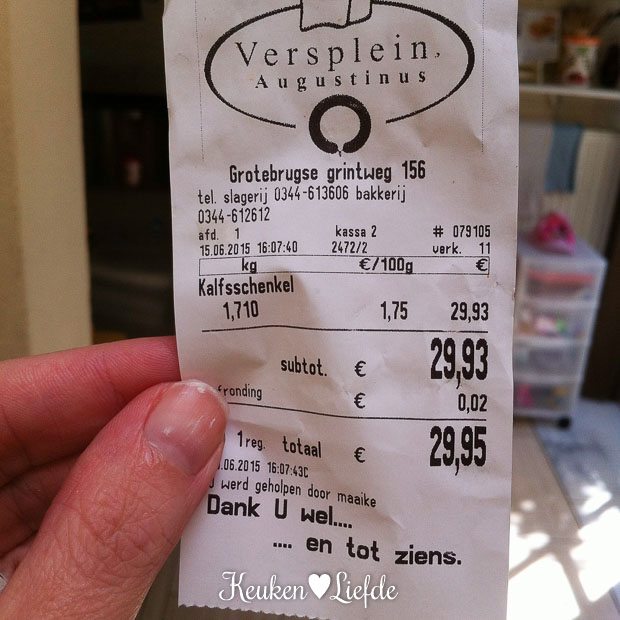 Versplein
Augustinus
Grotebrugse grintweg 156
tel. slagerij 0344-613606 bakkerij
0344-612612
afd. 1 kassa 2 # 079105
15.06.2015 16:07:40 2472/2 verk. 11
kg €/100g €
Kalfsschenkel
1,710 1,75 29,93
subtot. € 29,93
fronding € 0,02
1reg. totaal € 29,95
.06.2015 16:07:43C
werd geholpen door maaike
Dank U wel....
.... en tot ziens.
Keuken♥Liefde